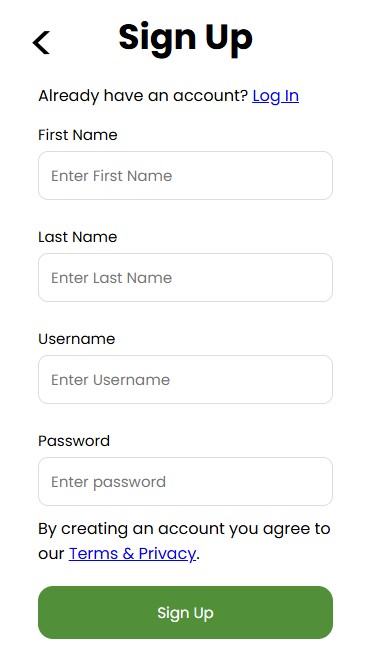 Sign Up
Already have an account? Log In
First Name
Enter First Name
Last Name
Enter Last Name
Username
Enter Username
Password
Enter password
By creating an account you agree to
our Terms & Privacy.
Sign Up